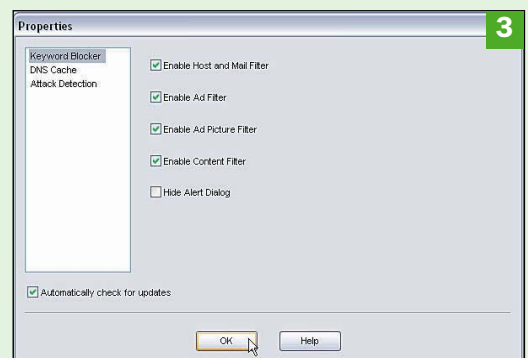 Properties
3
Keyword Blocker
DNS Cache
Attack Detection
Enable Host and Mail Filter
Enable Ad Filter
Enable Ad Picture Filter
Enable Content Filter
Hide Alert Dialog
Automatically check for updates
OK
Help